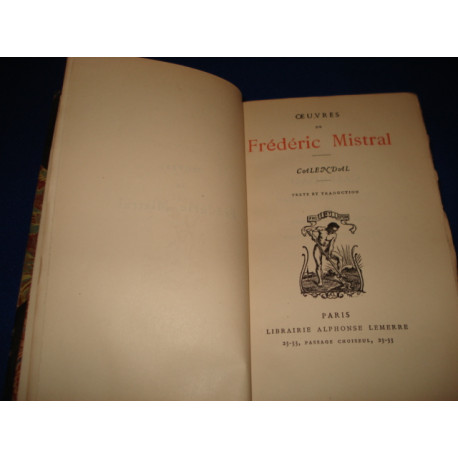 ŒUVRES
DE
Frédéric Mistral
CALENDAL
TEXTE ET TRADUCTION
PARIS
LIBRAIRIE ALPHONSE LEMERRE
23-33, PASSAGE CHOISEUL, 23-33